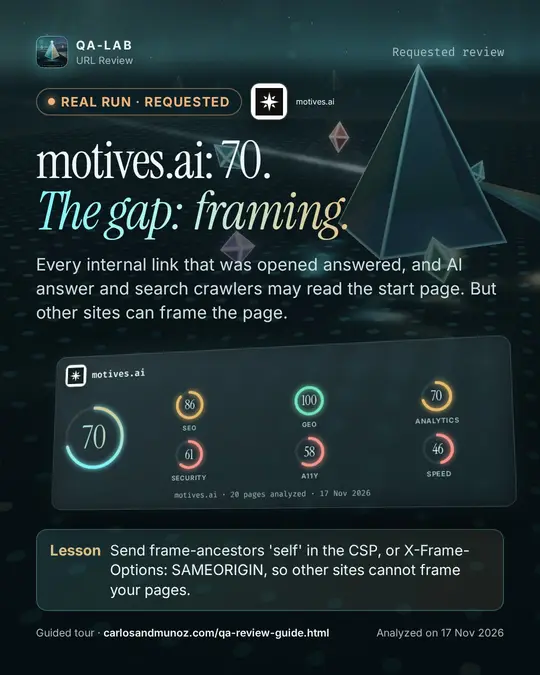 QA-LAB
URL Review
Requested review
REAL RUN · REQUESTED
motives.ai
motives.ai: 70.
The gap: framing.
Every internal link that was opened answered, and AI
answer and search crawlers may read the start page. But
other sites can frame the page.
motives.ai
70
86
SEO
100
GEO
70
ANALYTICS
61
SECURITY
58
A11Y
46
SPEED
motives.ai · 20 pages analyzed · 17 Nov 2026
Lesson
Send frame-ancestors 'self' in the CSP, or X-Frame-
Options: SAMEORIGIN, so other sites cannot frame
your pages.
Guided tour · carlosandmunoz.com/qa-review-guide.html
Analyzed on 17 Nov 2026